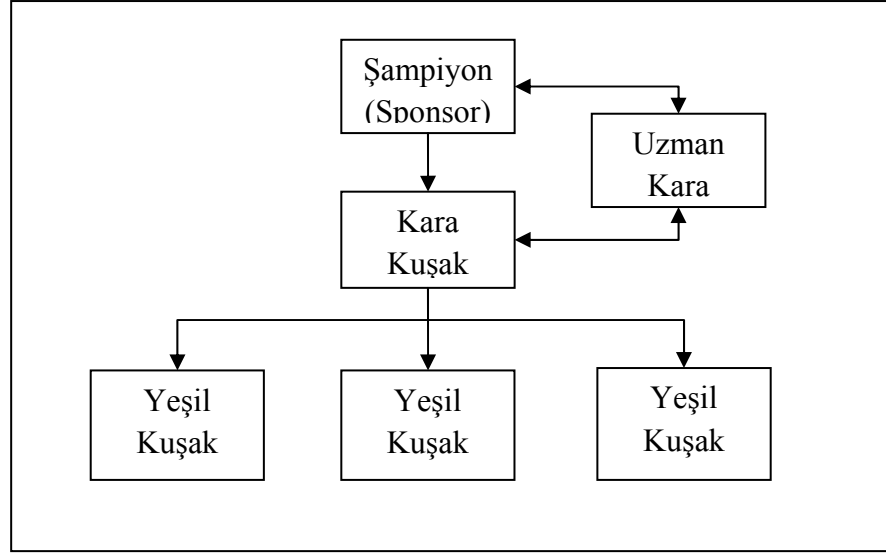 Şampiyon
(Sponsor)
Uzman
Kara
Kara
Kuşak
Yeşil
Kuşak
Yeşil
Kuşak
Yeşil
Kuşak